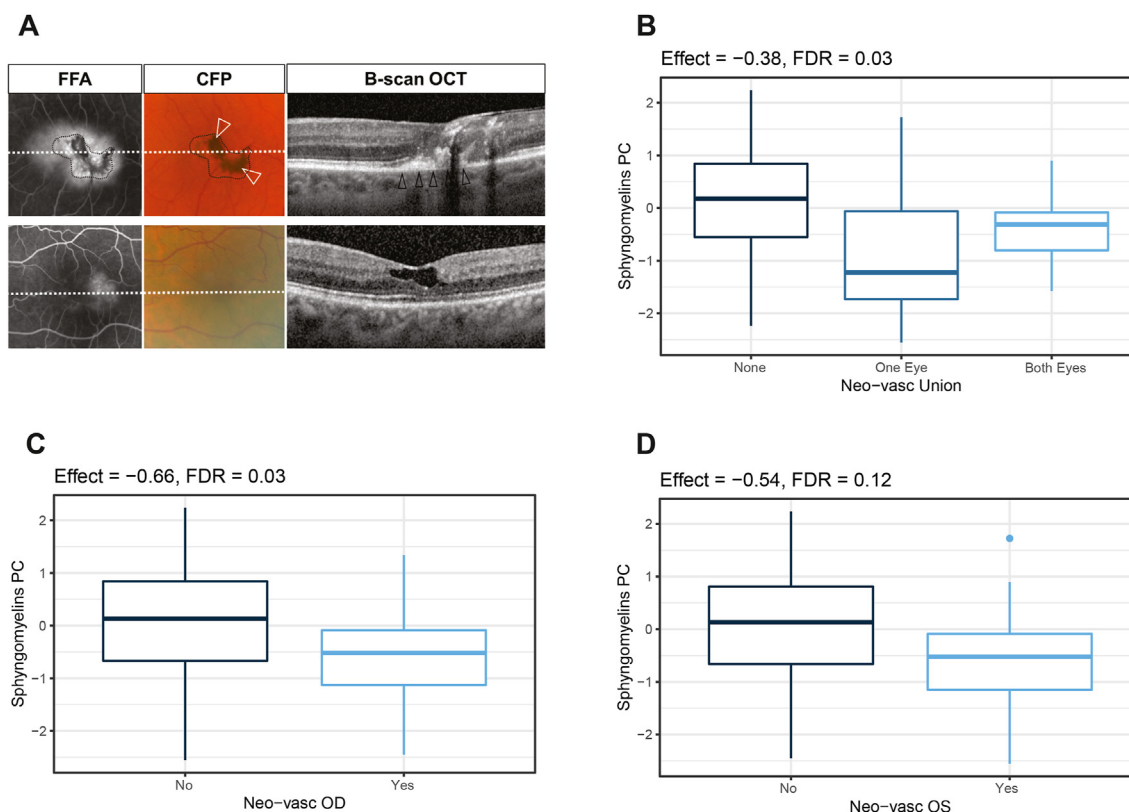 A
FFA
CFP
B-scan OCT
B
Effect = −0.38, FDR = 0.03
Sphyngomyelins PC
2
1
0
−1
−2
None
One Eye
Both Eyes
Neo-vasc Union
C
Effect = −0.66, FDR = 0.03
Sphyngomyelins PC
2
1
0
−1
−2
No
Yes
Neo-vasc OD
D
Effect = −0.54, FDR = 0.12
Sphyngomyelins PC
2
1
0
−1
−2
No
Yes
Neo-vasc OS